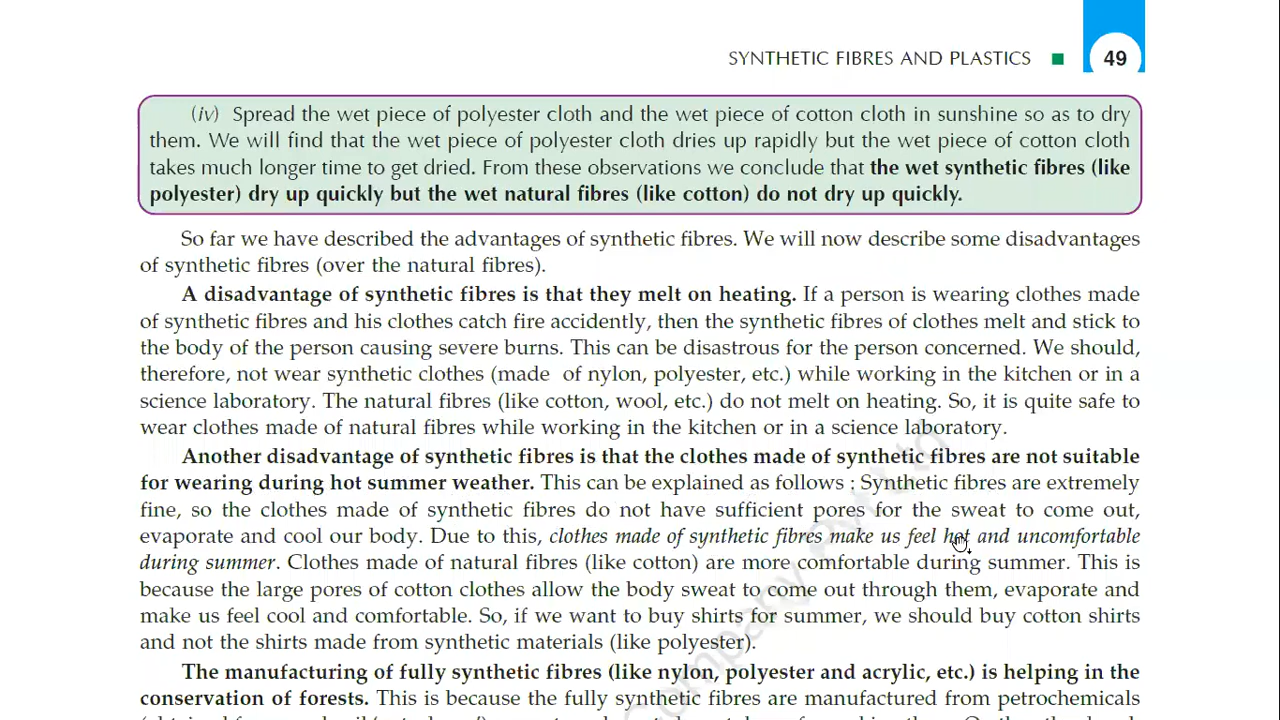 SYNTHETIC FIBRES AND PLASTICS 49
(iv) Spread the wet piece of polyester cloth and the wet piece of cotton cloth in sunshine so as to dry
them. We will find that the wet piece of polyester cloth dries up rapidly but the wet piece of cotton cloth
takes much longer time to get dried. From these observations we conclude that the wet synthetic fibres (like
polyester) dry up quickly but the wet natural fibres (like cotton) do not dry up quickly.
So far we have described the advantages of synthetic fibres. We will now describe some disadvantages
of synthetic fibres (over the natural fibres).
A disadvantage of synthetic fibres is that they melt on heating. If a person is wearing clothes made
of synthetic fibres and his clothes catch fire accidently, then the synthetic fibres of clothes melt and stick to
the body of the person causing severe burns. This can be disastrous for the person concerned. We should,
therefore, not wear synthetic clothes (made of nylon, polyester, etc.) while working in the kitchen or in a
science laboratory. The natural fibres (like cotton, wool, etc.) do not melt on heating. So, it is quite safe to
wear clothes made of natural fibres while working in the kitchen or in a science laboratory.
Another disadvantage of synthetic fibres is that the clothes made of synthetic fibres are not suitable
for wearing during hot summer weather. This can be explained as follows : Synthetic fibres are extremely
fine, so the clothes made of synthetic fibres do not have sufficient pores for the sweat to come out,
evaporate and cool our body. Due to this, clothes made of synthetic fibres make us feel hot and uncomfortable
during summer. Clothes made of natural fibres (like cotton) are more comfortable during summer. This is
because the large pores of cotton clothes allow the body sweat to come out through them, evaporate and
make us feel cool and comfortable. So, if we want to buy shirts for summer, we should buy cotton shirts
and not the shirts made from synthetic materials (like polyester).
The manufacturing of fully synthetic fibres (like nylon, polyester and acrylic, etc.) is helping in the
conservation of forests. This is because the fully synthetic fibres are manufactured from petrochemicals